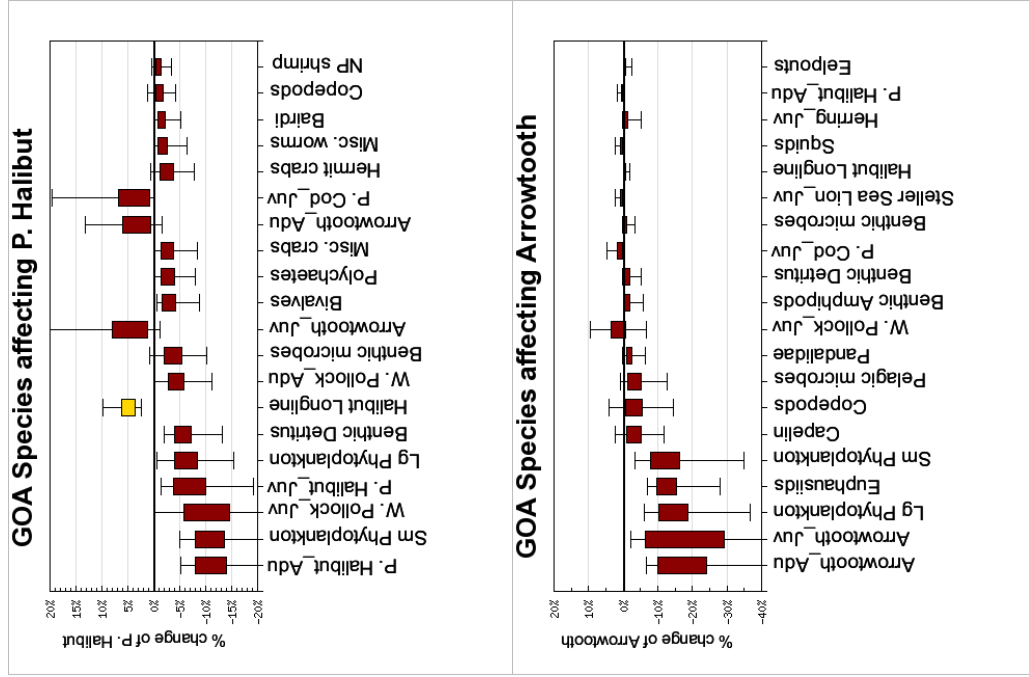 GOA Species affecting P. Halibut
% change of P. Halibut
20%
15%
10%
5%
0%
-5%
-10%
-15%
-20%
P. Halibut_Adu
Sm Phytoplankton
W. Pollock_Juv
P. Halibut_Juv
Lg Phytoplankton
Benthic Detritus
Halibut Longline
W. Pollock_Adu
Benthic microbes
Arrowtooth_Juv
Bivalves
Polychaetes
Misc. crabs
Arrowtooth_Adu
P. Cod_Juv
Hermit crabs
Misc. worms
Bairdi
Copepods
NP shrimp
GOA Species affecting Arrowtooth
% change of Arrowtooth
20%
10%
0%
-10%
-20%
-30%
-40%
Arrowtooth_Adu
Arrowtooth_Juv
Lg Phytoplankton
Euphausiids
Sm Phytoplankton
Capelin
Copepods
Pelagic microbes
Pandalidae
W. Pollock_Juv
Benthic Amphipods
Benthic Detritus
P. Cod_Juv
Benthic microbes
Steller Sea Lion_Juv
Halibut Longline
Squids
Herring_Juv
P. Halibut_Adu
Eelpouts